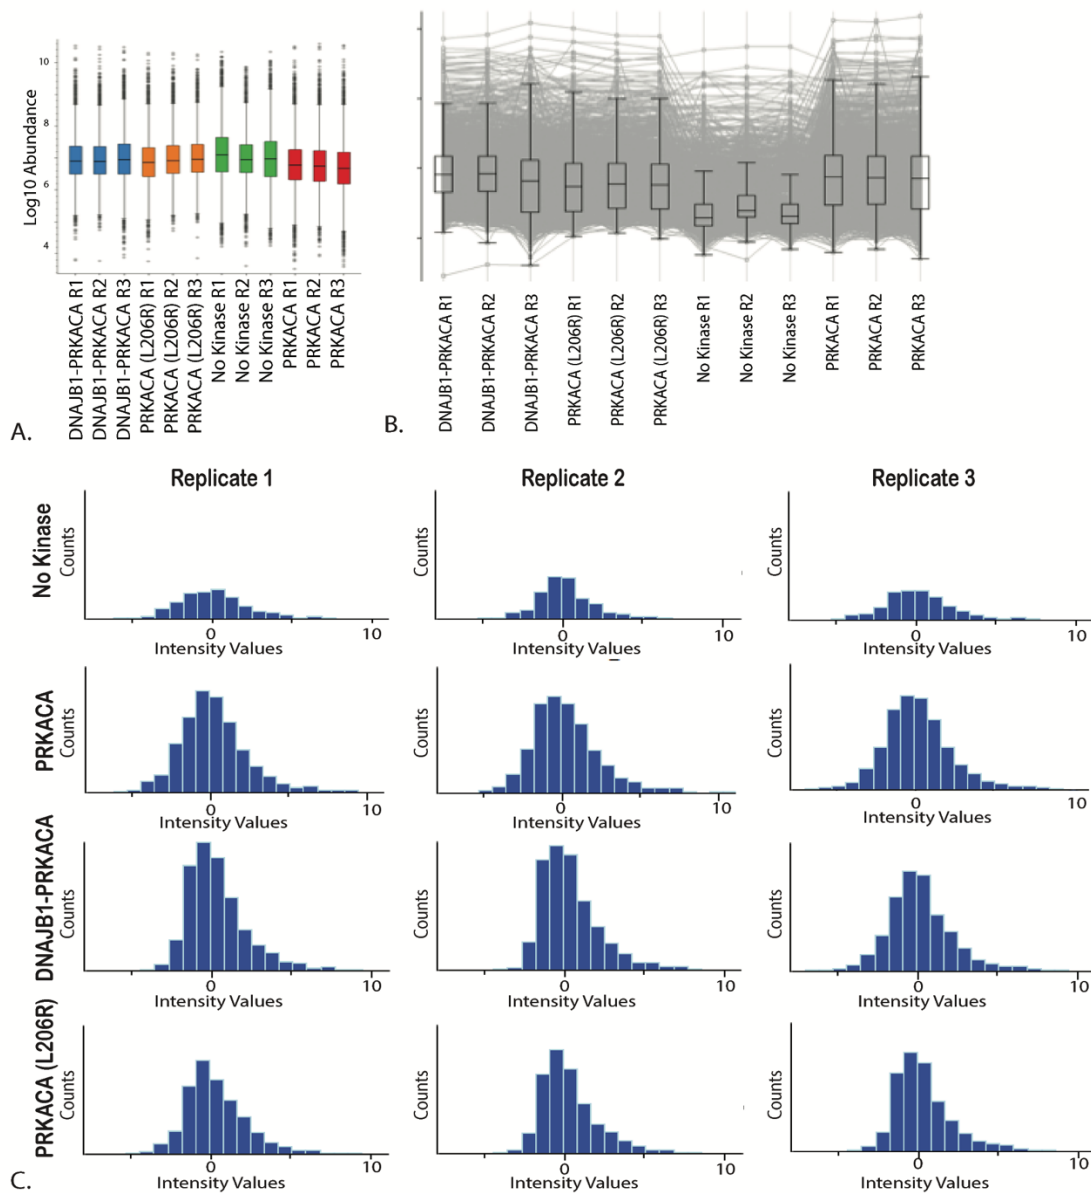 Log10 Abundance
10
8
6
4
DNAJB1-PRKACA R1
DNAJB1-PRKACA R2
DNAJB1-PRKACA R3
PRKACA (L206R) R1
PRKACA (L206R) R2
PRKACA (L206R) R3
No Kinase R1
No Kinase R2
No Kinase R3
PRKACA R1
PRKACA R2
PRKACA R3
A.
DNAJB1-PRKACA R1
DNAJB1-PRKACA R2
DNAJB1-PRKACA R3
PRKACA (L206R) R1
PRKACA (L206R) R2
PRKACA (L206R) R3
No Kinase R1
No Kinase R2
No Kinase R3
PRKACA R1
PRKACA R2
PRKACA R3
B.
Replicate 1
Replicate 2
Replicate 3
No Kinase
Counts
0
10
Intensity Values
Counts
0
10
Intensity Values
Counts
0
10
Intensity Values
PRKACA
Counts
0
10
Intensity Values
Counts
0
10
Intensity Values
Counts
0
10
Intensity Values
DNAJB1-PRKACA
Counts
0
10
Intensity Values
Counts
0
10
Intensity Values
Counts
0
10
Intensity Values
PRKACA (L206R)
Counts
0
10
Intensity Values
Counts
0
10
Intensity Values
Counts
0
10
Intensity Values
C.